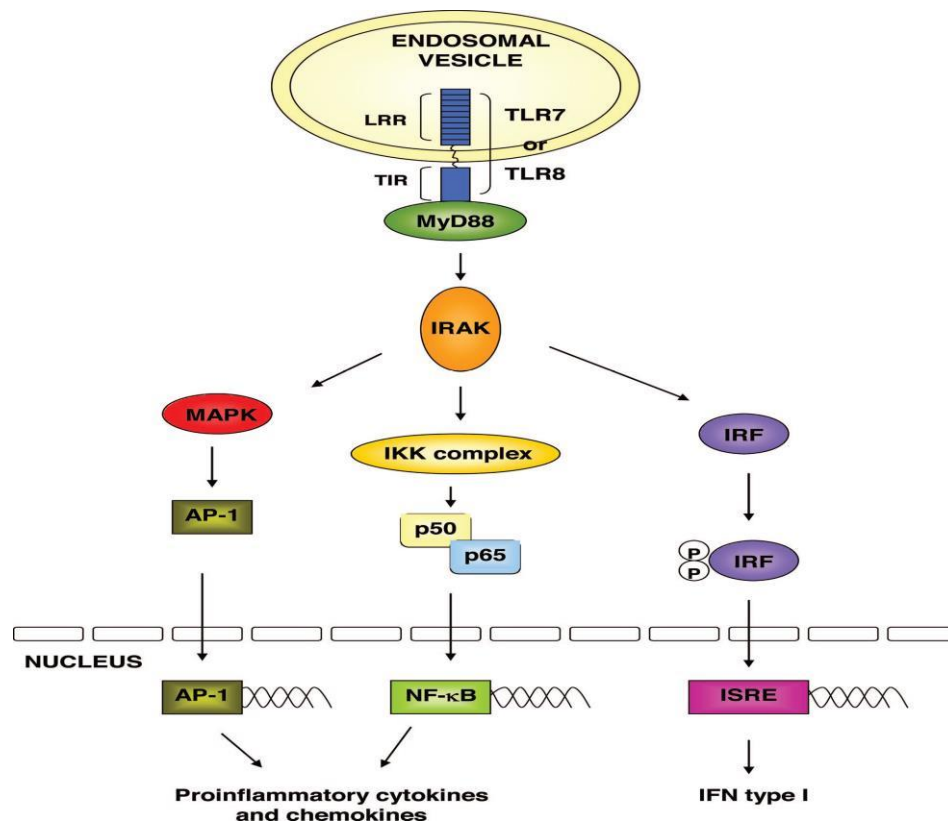 ENDOSOMAL
VESICLE
LRR
TLR7
or
TLR8
TIR
MyD88
IRAK
MAPK
IKK complex
IRF
AP-1
p50
p65
P
P
IRF
NUCLEUS
AP-1
NF-κB
ISRE
Proinflammatory cytokines
and chemokines
IFN type I